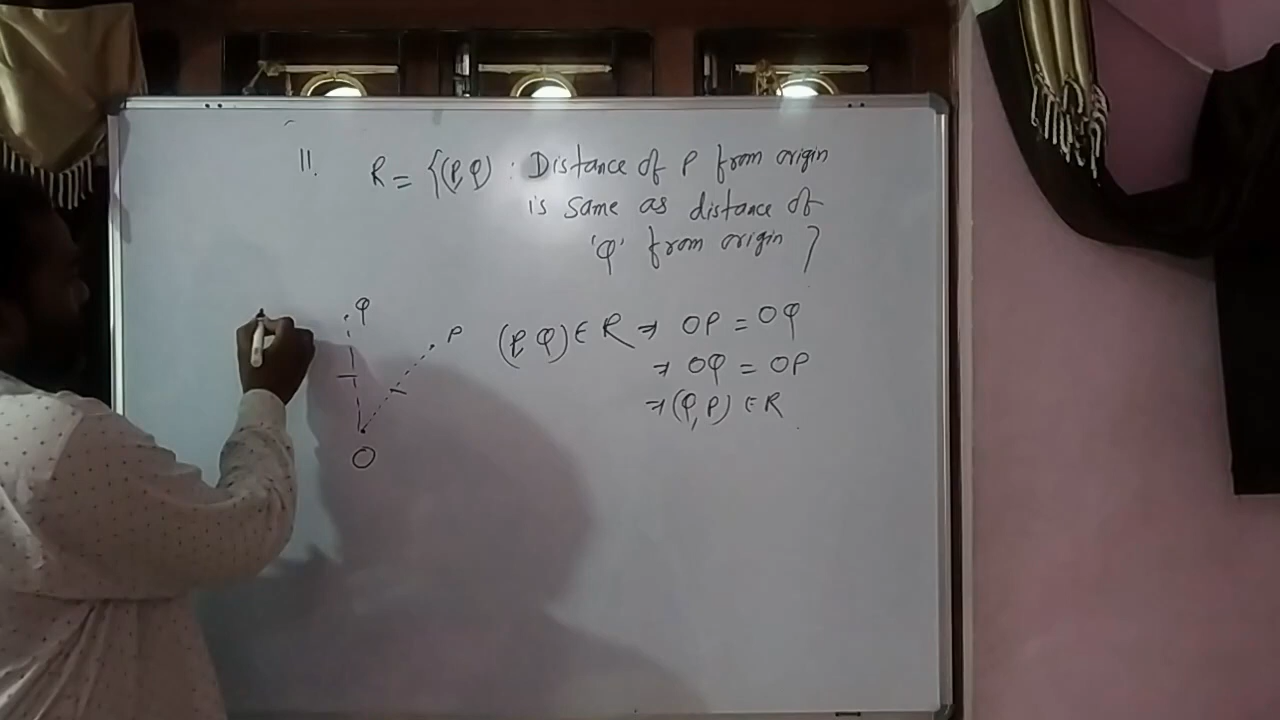 11. R = {(P,Q) : Distance of P from origin
is same as distance of
'Q' from origin }
Q
P
O
(P, Q) ∈ R ⇒ OP = OQ
⇒ OQ = OP
⇒ (Q, P) ∈ R